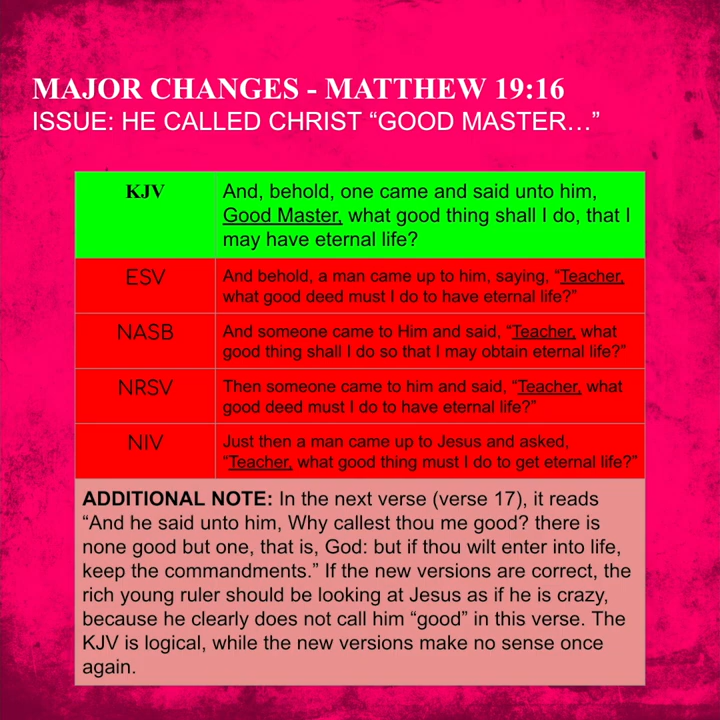 MAJOR CHANGES - MATTHEW 19:16
ISSUE: HE CALLED CHRIST “GOOD MASTER…”
KJV
And, behold, one came and said unto him,
Good Master, what good thing shall I do, that I
may have eternal life?
ESV
And behold, a man came up to him, saying, “Teacher,
what good deed must I do to have eternal life?”
NASB
And someone came to Him and said, “Teacher, what
good thing shall I do so that I may obtain eternal life?”
NRSV
Then someone came to him and said, “Teacher, what
good deed must I do to have eternal life?”
NIV
Just then a man came up to Jesus and asked,
“Teacher, what good thing must I do to get eternal life?”
ADDITIONAL NOTE: In the next verse (verse 17), it reads
“And he said unto him, Why callest thou me good? there is
none good but one, that is, God: but if thou wilt enter into life,
keep the commandments.” If the new versions are correct, the
rich young ruler should be looking at Jesus as if he is crazy,
because he clearly does not call him “good” in this verse. The
KJV is logical, while the new versions make no sense once
again.